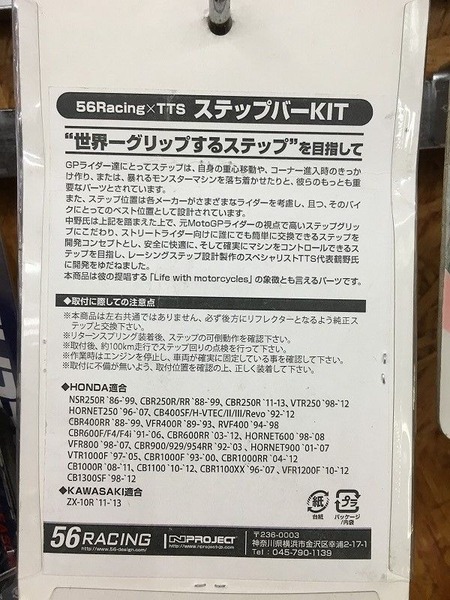 56Racing×TTS ステップバーKIT
“世界一グリップするステップ”を目指して
GPライダー達にとってステップは、自身の重心移動や、コーナー進入時のきっ
かけ作り、または、暴れるモンスターマシンを落ち着かせたりと、彼らのもっとも重
要なパーツとされています。
また、ステップ位置は各メーカーがさまざまなライダーを考慮し、且つ、そのバイ
クにとってのベスト位置として設計されています。
中野氏は上記を踏まえた上で、元MotoGPライダーの視点で高いステップグリッ
プにこだわり、ストリートライダー向けに誰にでも簡単に交換できるステップを
開発コンセプトとし、安全に快適に、そして確実にマシンをコントロールできるス
テップを目指し、レーシングステップ設計製作のスペシャリストTTS代表鶴野氏
に開発をゆだねました。
本商品は彼の提唱する「Life with motorcycles」の象徴とも言えるパーツです。
◆取付に際しての注意点
※本商品は左右共通ではありません、必ず後方にリフレクターとなるよう純正ス
テップと交換下さい。
※リターンスプリング装着後、ステップの可倒動作を確認下さい。
※取付後、約100km走行でステップ回りの点検を行って下さい。
※作業時はエンジンを停止し、車両が確実に固定している事を確認して下さい。
※取付に不備が無いよう、取付位置を確認の上、正しく装着して下さい。
◆HONDA適合
NSR250R `86-`99、CBR250R/RR `88-`99、CBR250R `11-13、VTR250 `98-`12
HORNET250 `96-`07、CB400SF/H-VTEC/II/III/Revo `92-`12
CBR400RR `88-`99、VFR400R `89-`93、RVF400 `94-`98
CBR600F/F4/F4i `91-`06、CBR600RR `03-`12、HORNET600 `98-`08
VFR800 `98-`07、CBR900/929/954RR `92-`03、HORNET900 `01-`07
VTR1000F `97-`05、CBR1000F `93-`00、CBR1000RR `04-`12
CB1000R `08-`11、CB1100 `10-`12、CBR1100XX `96-`07、VFR1200F `10-`12
CB1300SF `98-`12
◆KAWASAKI適合
ZX-10R `11-`13
紙
台紙
プラ
パッケージ
/内袋
56RACING
http://www.56-design.com/
NPROJECT
http://www.nproject-jp.com/
〒236-0003
神奈川県横浜市金沢区幸浦2-17-1
Tel : 045-790-1139